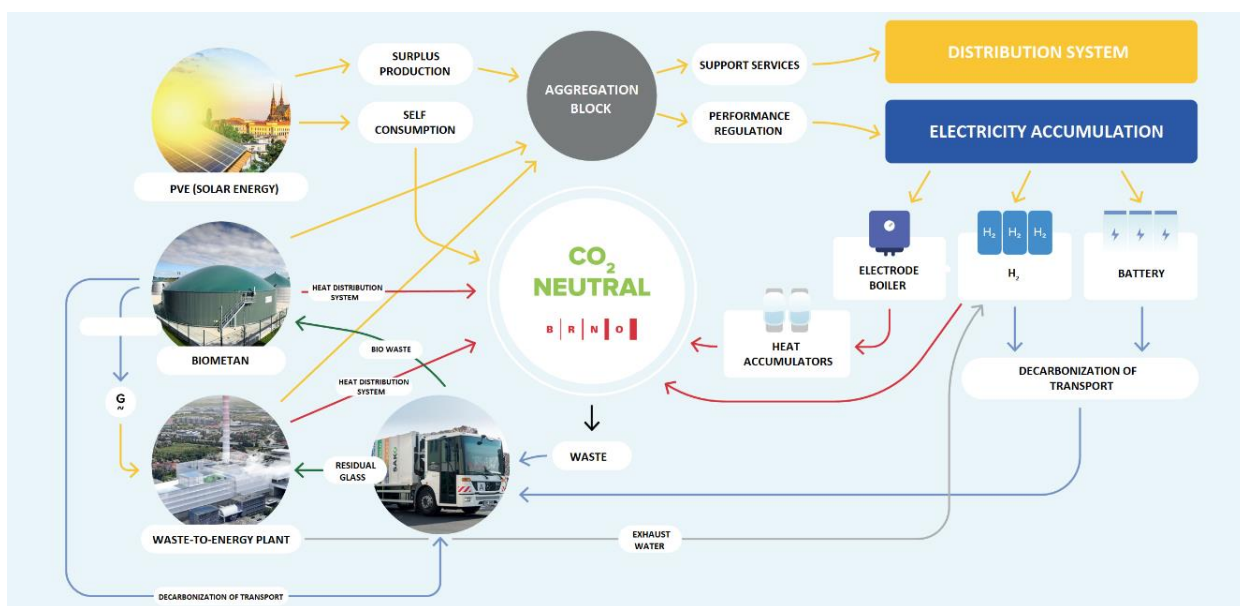 SURPLUS
PRODUCTION
SELF
CONSUMPTION
PVE (SOLAR ENERGY)
AGGREGATION
BLOCK
SUPPORT SERVICES
PERFORMANCE
REGULATION
DISTRIBUTION SYSTEM
ELECTRICITY ACCUMULATION
ELECTRODE
BOILER
H₂ H₂ H₂
H₂
BATTERY
HEAT
ACCUMULATORS
DECARBONIZATION OF
TRANSPORT
CO₂
NEUTRAL
B R N O
HEAT DISTRIBUTION
SYSTEM
BIOMETAN
BIO WASTE
HEAT DISTRIBUTION
SYSTEM
G
~
RESIDUAL
GLASS
SAKO
WASTE
WASTE-TO-ENERGY PLANT
EXHAUST
WATER
DECARBONIZATION OF TRANSPORT